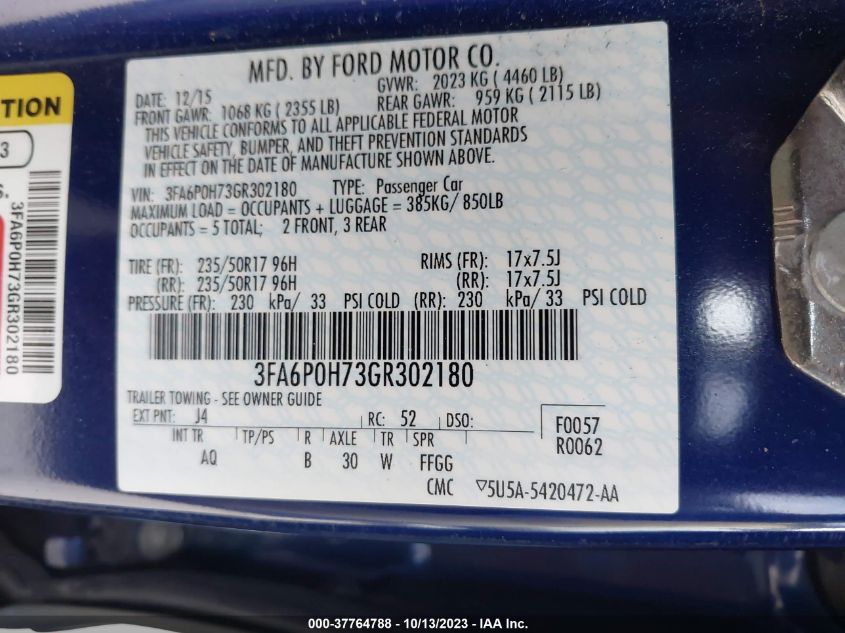 MFD. BY FORD MOTOR CO.
DATE: 12/15 GVWR: 2023 KG ( 4460 LB)
FRONT GAWR: 1068 KG ( 2355 LB) REAR GAWR: 959 KG ( 2115 LB)
THIS VEHICLE CONFORMS TO ALL APPLICABLE FEDERAL MOTOR
VEHICLE SAFETY, BUMPER, AND THEFT PREVENTION STANDARDS
IN EFFECT ON THE DATE OF MANUFACTURE SHOWN ABOVE.
VIN: 3FA6P0H73GR302180 TYPE: Passenger Car
MAXIMUM LOAD = OCCUPANTS + LUGGAGE = 385KG/ 850LB
OCCUPANTS = 5 TOTAL; 2 FRONT, 3 REAR
TIRE (FR): 235/50R17 96H RIMS (FR): 17x7.5J
(RR): 235/50R17 96H (RR): 17x7.5J
PRESSURE (FR): 230 kPa/ 33 PSI COLD (RR): 230 kPa/ 33 PSI COLD
3FA6P0H73GR302180
TRAILER TOWING - SEE OWNER GUIDE
EXT PNT: J4 RC: 52 DSO: F0057
R0062
INT TR TP/PS R AXLE TR SPR
AQ B 30 W FFGG
CMC ▽5U5A-5420472-AA
TION
3
S.
3FA6P0H73GR302180
000-37764788 - 10/13/2023 - IAA Inc.